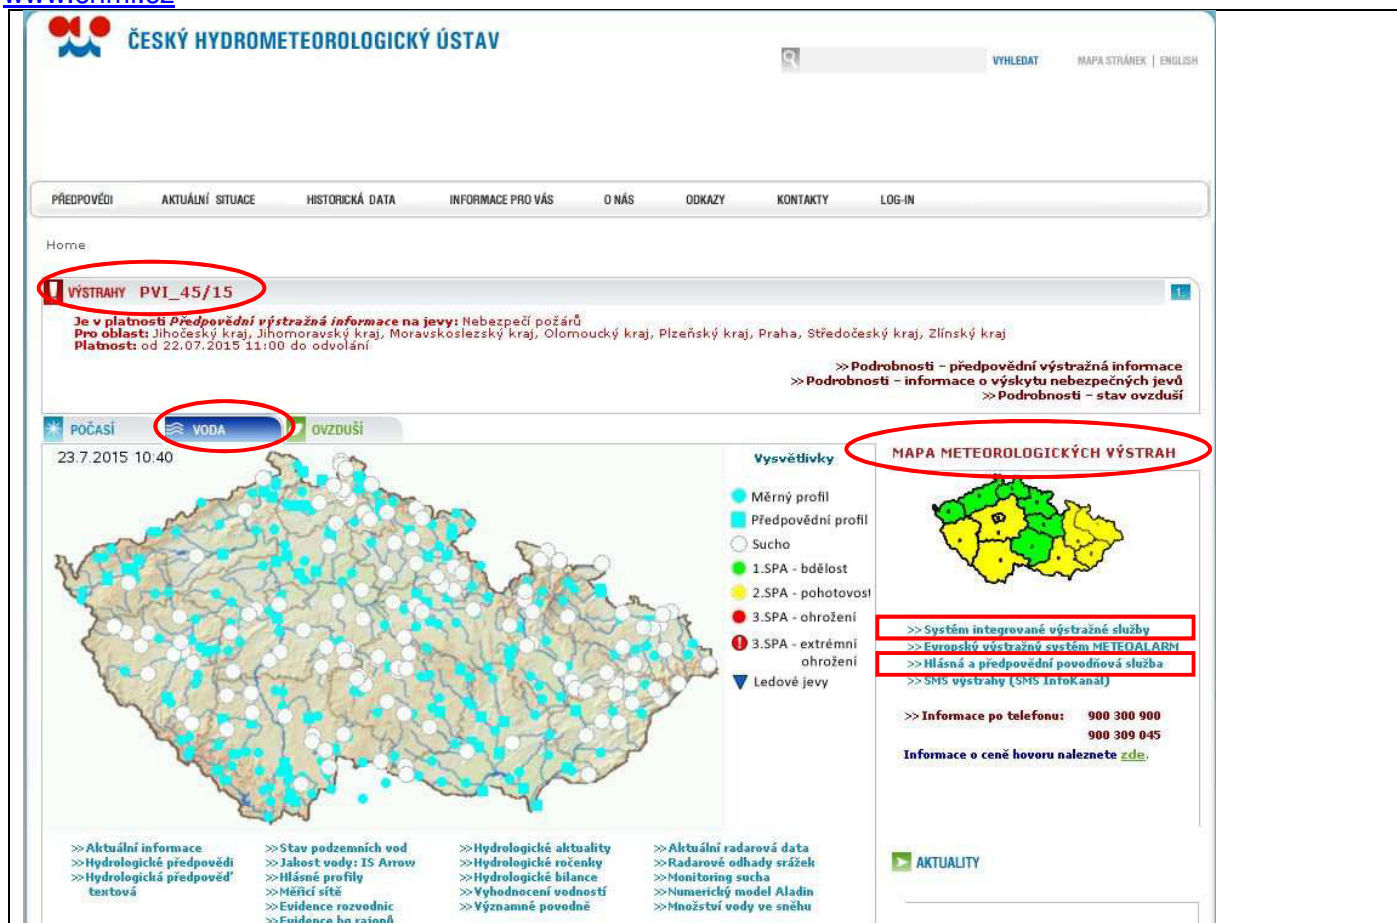 www.chmi.cz
ČESKÝ HYDROMETEOROLOGICKÝ ÚSTAV
VYHLEDAT
MAPA STRÁNEK | ENGLISH
PŘEDPOVĚDI AKTUÁLNÍ SITUACE HISTORICKÁ DATA INFORMACE PRO VÁS O NÁS ODKAZY KONTAKTY LOG-IN
Home
VÝSTRAHY PVI_45/15
1.
Je v platnosti Předpovědní výstražná informace na jevy: Nebezpečí požárů
Pro oblast: Jihočeský kraj, Jihomoravský kraj, Moravskoslezský kraj, Olomoucký kraj, Plzeňský kraj, Praha, Středočeský kraj, Zlínský kraj
Platnost: od 22.07.2015 11:00 do odvolání
>>Podrobnosti – předpovědní výstražná informace
>>Podrobnosti – informace o výskytu nebezpečných jevů
>>Podrobnosti – stav ovzduší
POČASÍ VODA OVZDUŠÍ
23.7.2015 10:40
Vysvětlivky
Měrný profil
Předpovědní profil
Sucho
1.SPA - bdělost
2.SPA - pohotovost
3.SPA - ohrožení
3.SPA - extrémní
ohrožení
Ledové jevy
MAPA METEOROLOGICKÝCH VÝSTRAH
>>Systém integrované výstražné služby
>>Evropský výstražný systém METEOALARM
>>Hlásná a předpovědní povodňová služba
>>SMS výstrahy (SMS InfoKanál)
>>Informace po telefonu: 900 300 900
900 309 045
Informace o ceně hovoru naleznete zde.
>>Aktuální informace
>>Hydrologické předpovědi
>>Hydrologická předpověď
textová
>>Stav podzemních vod
>>Jakost vody: IS Arrow
>>Hlásné profily
>>Měřicí sítě
>>Evidence rozvodnic
>>Evidence hg rajonů
>>Hydrologické aktuality
>>Hydrologické ročenky
>>Hydrologické bilance
>>Vyhodnocení vodností
>>Významné povodně
>>Aktuální radarová data
>>Radarové odhady srážek
>>Monitoring sucha
>>Numerický model Aladin
>>Množství vody ve sněhu
AKTUALITY